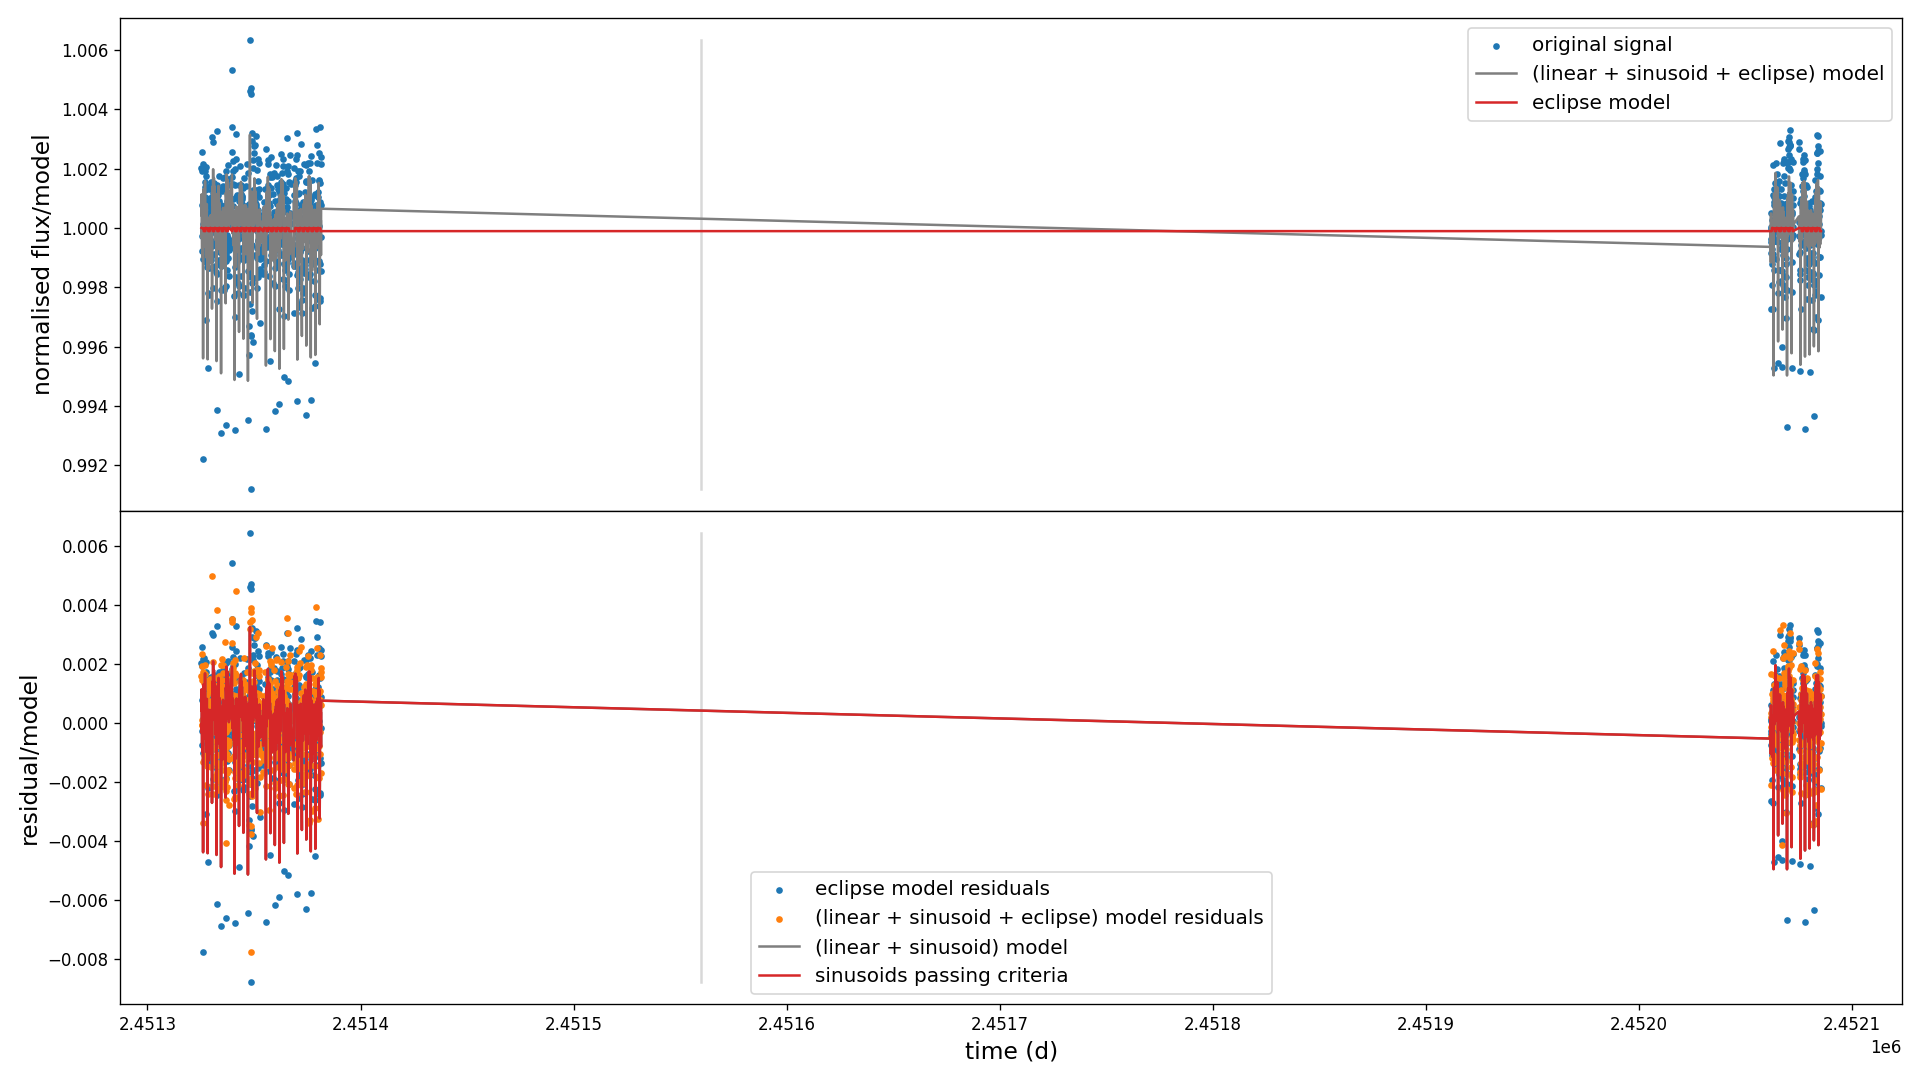 normalised flux/model
1.006
1.004
1.002
1.000
0.998
0.996
0.994
0.992
original signal
(linear + sinusoid + eclipse) model
eclipse model
residual/model
0.006
0.004
0.002
0.000
−0.002
−0.004
−0.006
−0.008
eclipse model residuals
(linear + sinusoid + eclipse) model residuals
(linear + sinusoid) model
sinusoids passing criteria
2.4513 2.4514 2.4515 2.4516 2.4517 2.4518 2.4519 2.4520 2.4521
1e6
time (d)